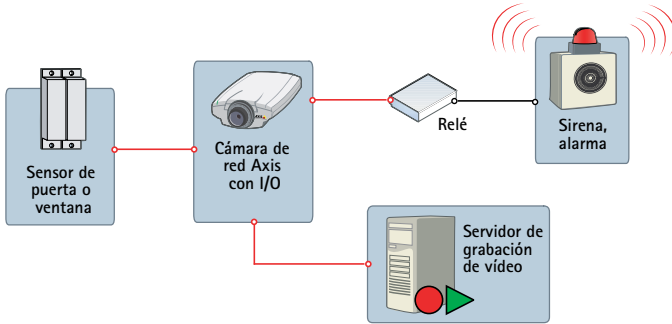 Sensor de
puerta o
ventana
Cámara de
red Axis
con I/O
Relé
Sirena,
alarma
Servidor de
grabación
de vídeo